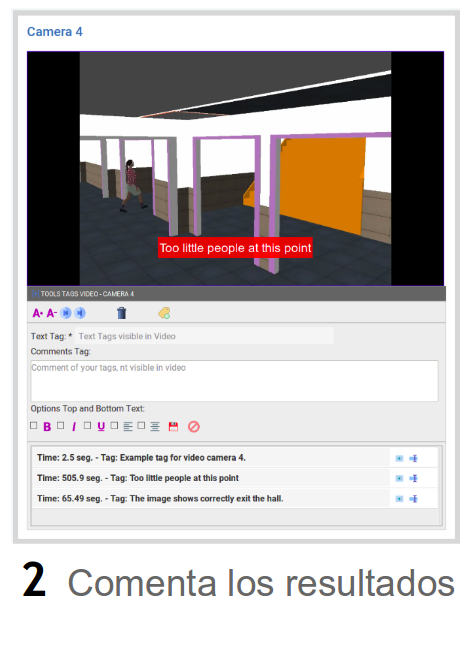 Camera 4
Too little people at this point
TOOLS TAGS VIDEO - CAMERA 4
A+ A-
Text Tag: * Text Tags visible in Video
Comments Tag:
Comment of your tags, nt visible in video
Options Top and Bottom Text:
B I U
Time: 2.5 seg. - Tag: Example tag for video camera 4.
Time: 505.9 seg. - Tag: Too little people at this point
Time: 65.49 seg. - Tag: The image shows correctly exit the hall.
2 Comenta los resultados